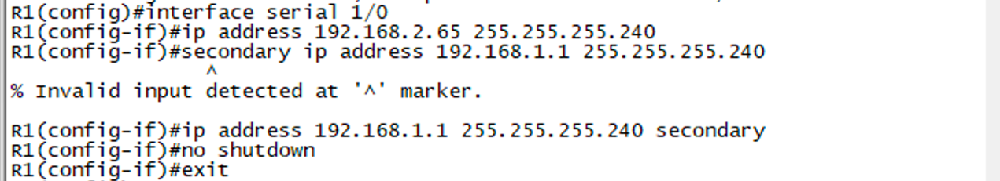 R1(config)#interface serial 1/0
R1(config-if)#ip address 192.168.2.65 255.255.255.240
R1(config-if)#secondary ip address 192.168.1.1 255.255.255.240
^
% Invalid input detected at '^' marker.
R1(config-if)#ip address 192.168.1.1 255.255.255.240 secondary
R1(config-if)#no shutdown
R1(config-if)#exit